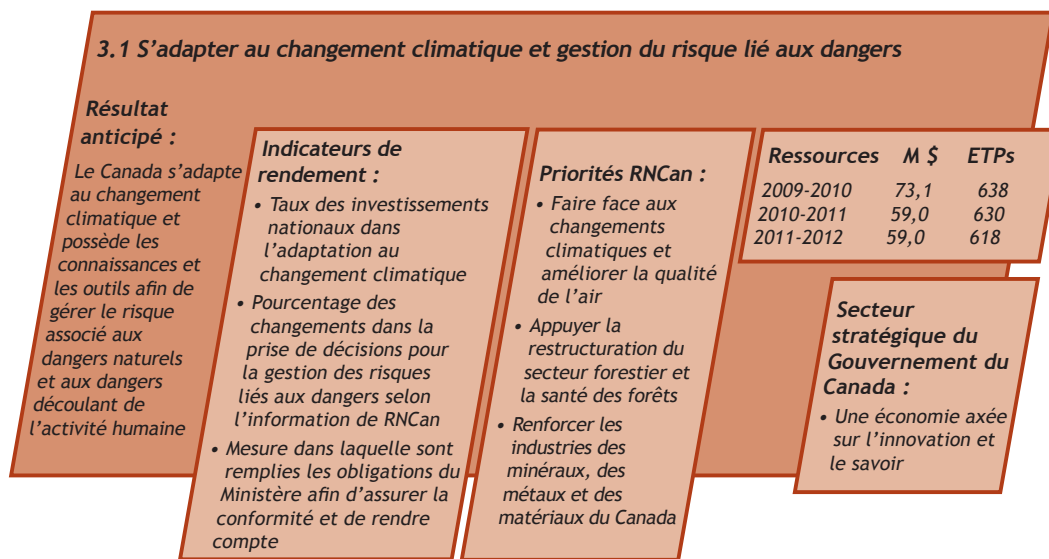 3.1 S’adapter au changement climatique et gestion du risque lié aux dangers
Résultat
anticipé :
Le Canada s’adapte
au changement
climatique et
possède les
connaissances et
les outils afin de
gérer le risque
associé aux
dangers naturels
et aux dangers
découlant de
l’activité humaine
Indicateurs de
rendement :
• Taux des investissements
nationaux dans
l’adaptation au
changement climatique
• Pourcentage des
changements dans la
prise de décisions pour
la gestion des risques
liés aux dangers selon
l’information de RNCan
• Mesure dans laquelle sont
remplies les obligations du
Ministère afin d’assurer la
conformité et de rendre
compte
Priorités RNCan :
• Faire face aux
changements
climatiques et
améliorer la qualité
de l’air
• Appuyer la
restructuration du
secteur forestier et
la santé des forêts
• Renforcer les
industries des
minéraux, des
métaux et des
matériaux du Canada
Ressources M $ ETPs
2009-2010 73,1 638
2010-2011 59,0 630
2011-2012 59,0 618
Secteur
stratégique du
Gouvernement du
Canada :
• Une économie axée
sur l’innovation et
le savoir